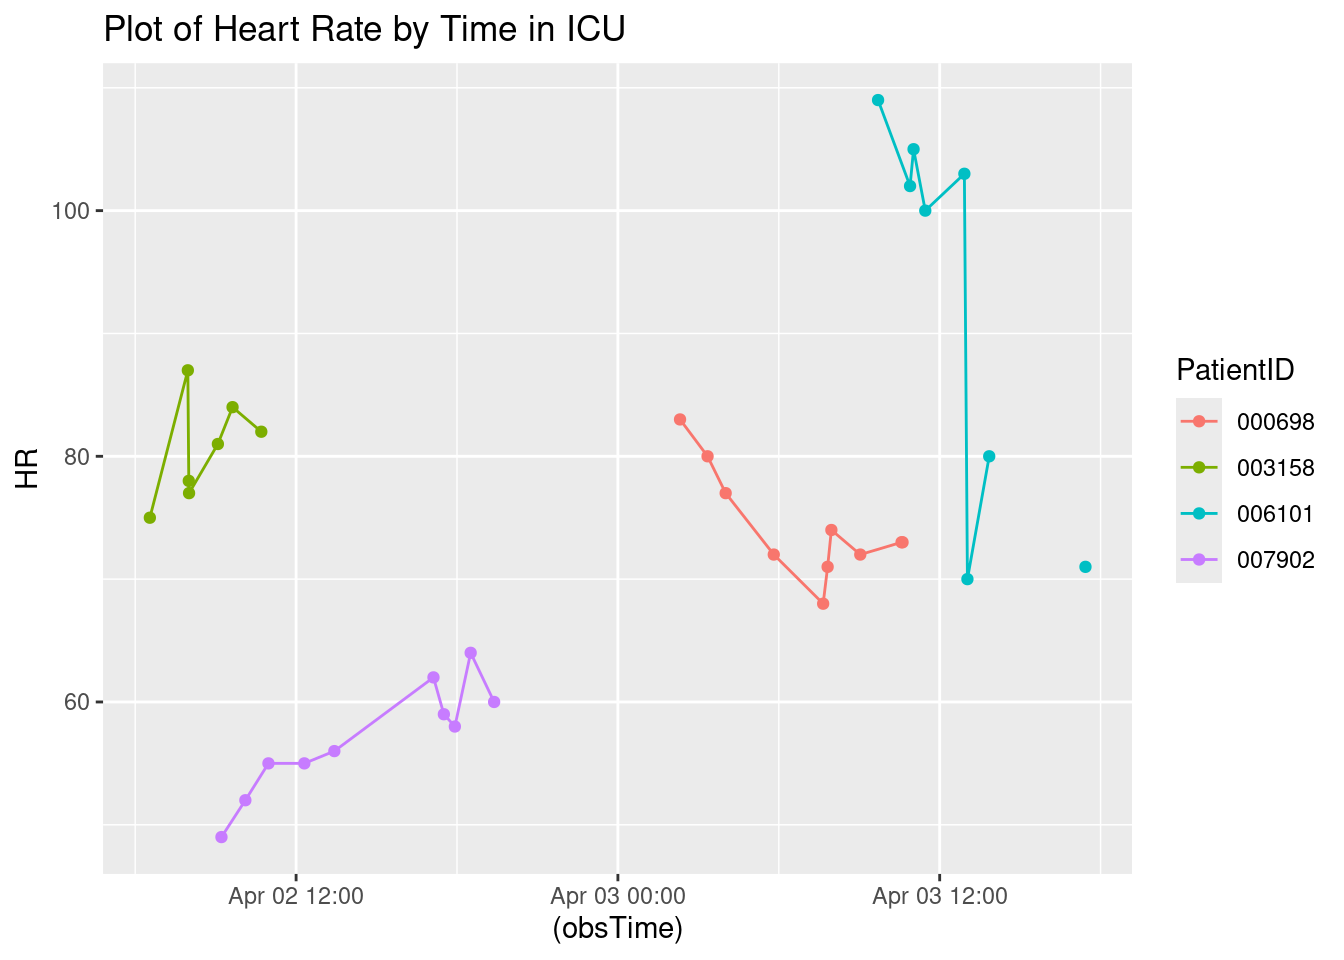 Plot of Heart Rate by Time in ICU
HR
100
80
60
Apr 02 12:00
Apr 03 00:00
Apr 03 12:00
(obsTime)
PatientID
000698
003158
006101
007902